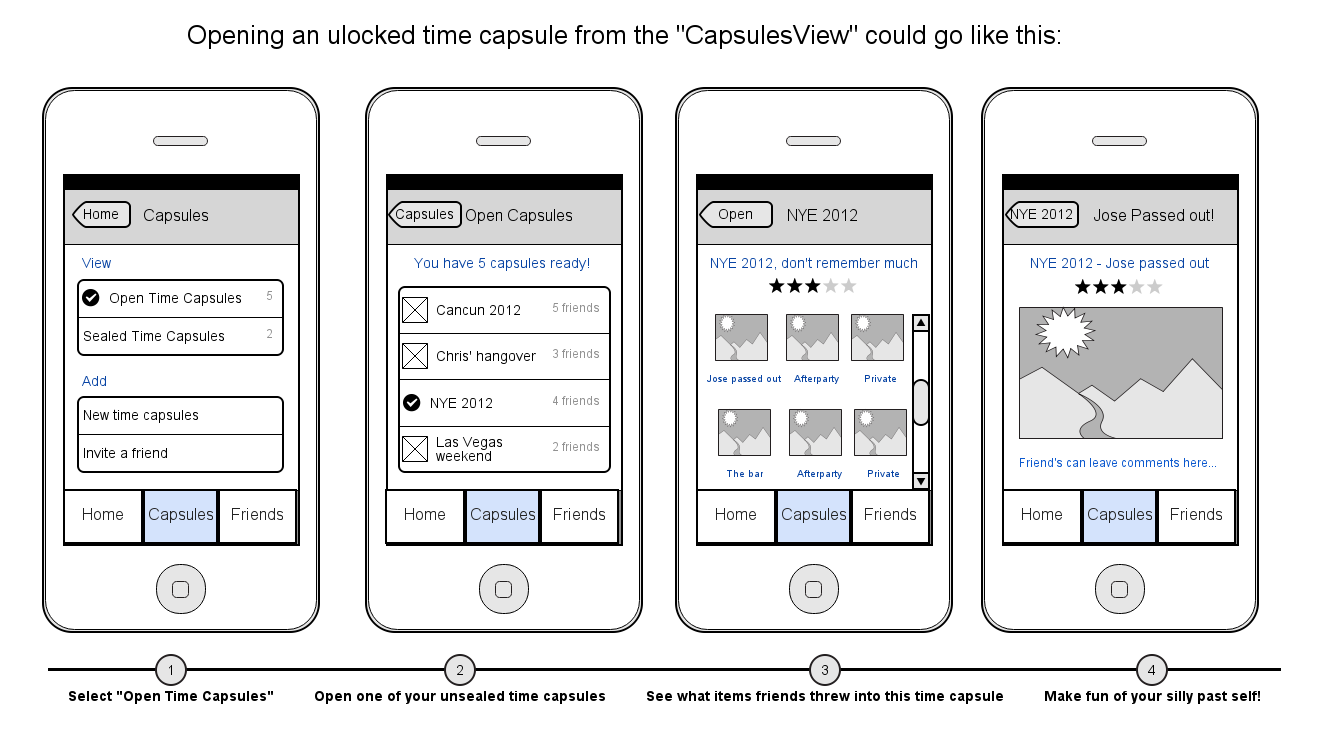 Opening an ulocked time capsule from the "CapsulesView" could go like this:
Home
Capsules
View
Open Time Capsules 5
Sealed Time Capsules 2
Add
New time capsules
Invite a friend
Home Capsules Friends
Capsules
Open Capsules
You have 5 capsules ready!
Cancun 2012 5 friends
Chris' hangover 3 friends
NYE 2012 4 friends
Las Vegas
weekend 2 friends
Home Capsules Friends
Open
NYE 2012
NYE 2012, don't remember much
Jose passed out Afterparty Private
The bar Afterparty Private
Home Capsules Friends
NYE 2012
Jose Passed out!
NYE 2012 - Jose passed out
Friend's can leave comments here...
Home Capsules Friends
1
Select "Open Time Capsules"
2
Open one of your unsealed time capsules
3
See what items friends threw into this time capsule
4
Make fun of your silly past self!